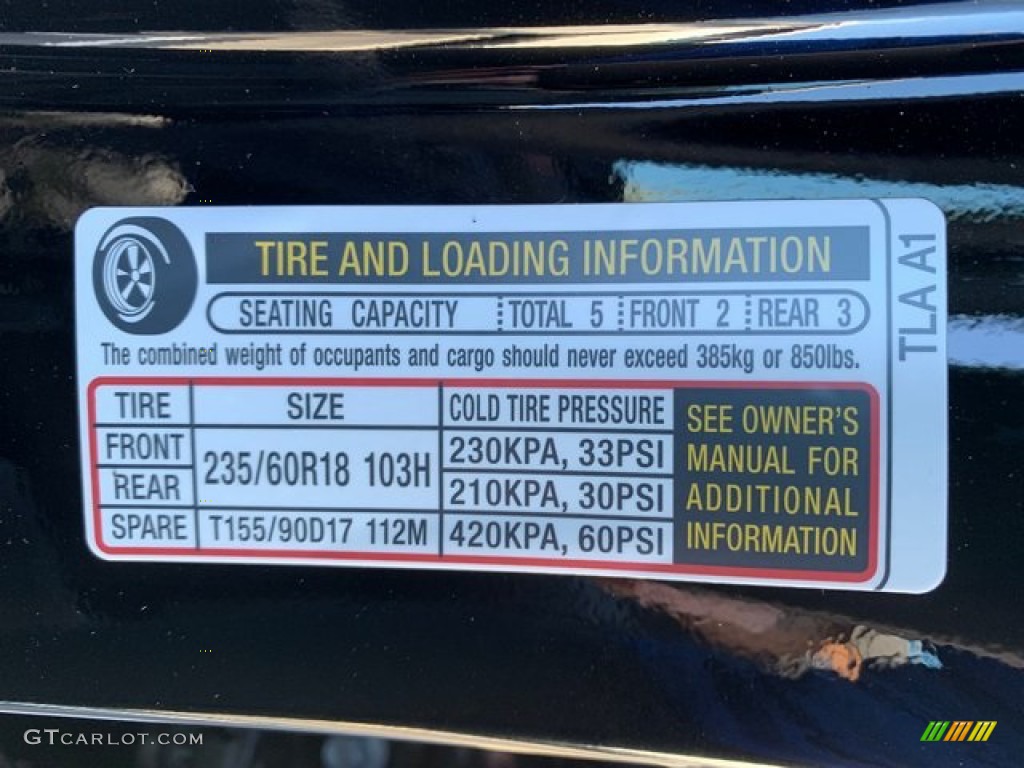 TIRE AND LOADING INFORMATION
SEATING CAPACITY TOTAL 5 FRONT 2 REAR 3
The combined weight of occupants and cargo should never exceed 385kg or 850lbs.
TIRE SIZE COLD TIRE PRESSURE
FRONT 235/60R18 103H 230KPA, 33PSI
REAR 210KPA, 30PSI
SPARE T155/90D17 112M 420KPA, 60PSI
SEE OWNER'S
MANUAL FOR
ADDITIONAL
INFORMATION
TLA A1
GTCARLOT.COM